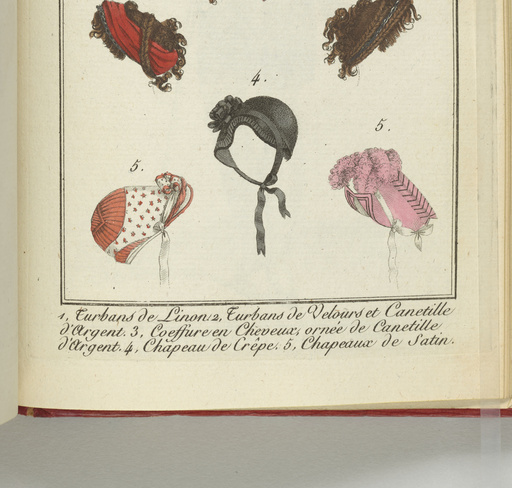 4.
5.
5.
1, Turbans de Linon 2, Turbans de Velours et Canetille
d'Argent. 3, Coeffure en Cheveux, ornée de Canetille
d'Argent. 4, Chapeau de Crêpe. 5, Chapeaux de Satin.